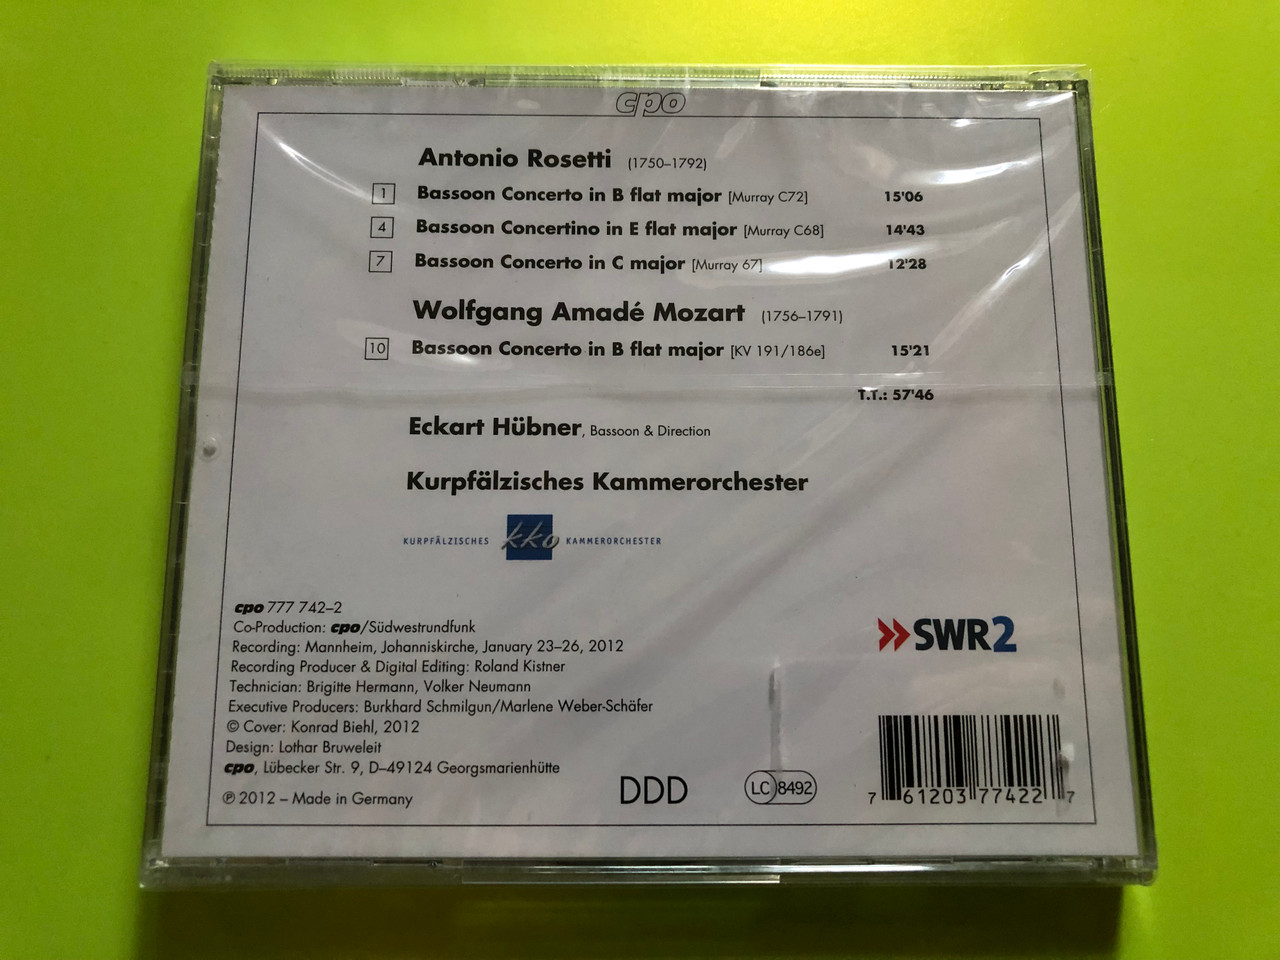 cpo
Antonio Rosetti (1750–1792)
1 Bassoon Concerto in B flat major [Murray C72] 15'06
4 Bassoon Concertino in E flat major [Murray C68] 14'43
7 Bassoon Concerto in C major [Murray 67] 12'28
Wolfgang Amadé Mozart (1756–1791)
10 Bassoon Concerto in B flat major [KV 191/186e] 15'21
T.T.: 57'46
Eckart Hübner, Bassoon & Direction
Kurpfälzisches Kammerorchester
KURPFÄLZISCHES kko KAMMERORCHESTER
cpo 777 742–2
Co-Production: cpo/Südwestrundfunk
Recording: Mannheim, Johanniskirche, January 23–26, 2012
Recording Producer & Digital Editing: Roland Kistner
Technician: Brigitte Hermann, Volker Neumann
Executive Producers: Burkhard Schmilgun/Marlene Weber-Schäfer
© Cover: Konrad Biehl, 2012
Design: Lothar Bruweleit
cpo, Lübecker Str. 9, D–49124 Georgsmarienhütte
℗ 2012 – Made in Germany
SWR2
DDD
LC 8492
7 61203 77422 7